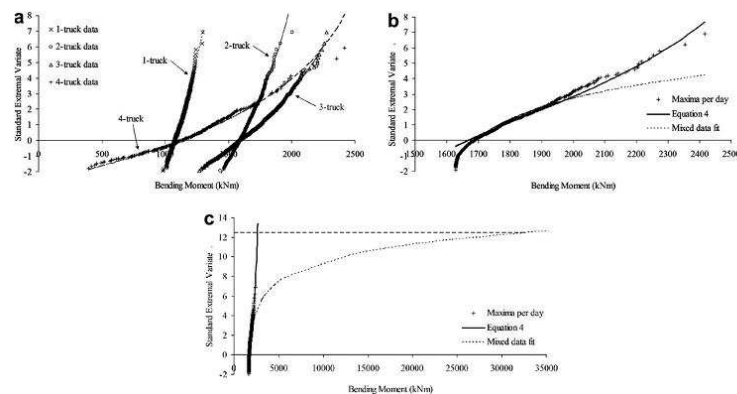 a
Standard Extremal Variate
8
7
6
5
4
3
2
1
0
-1
-2
× 1-truck data
○ 2-truck data
△ 3-truck data
+ 4-truck data
1-truck
2-truck
3-truck
4-truck
0 500 1000 1500 2000 2500
Bending Moment (kNm)
b
Standard Extremal Variate
8
7
6
5
4
3
2
1
0
-1
-2
+ Maxima per day
Equation 4
Mixed data fit
1600 1700 1800 1900 2000 2100 2200 2300 2400 2500
Bending Moment (kNm)
c
Standard Extremal Variate
14
12
10
8
6
4
2
0
-2
+ Maxima per day
Equation 4
Mixed data fit
5000 10000 15000 20000 25000 30000 35000
Bending Moment (kNm)